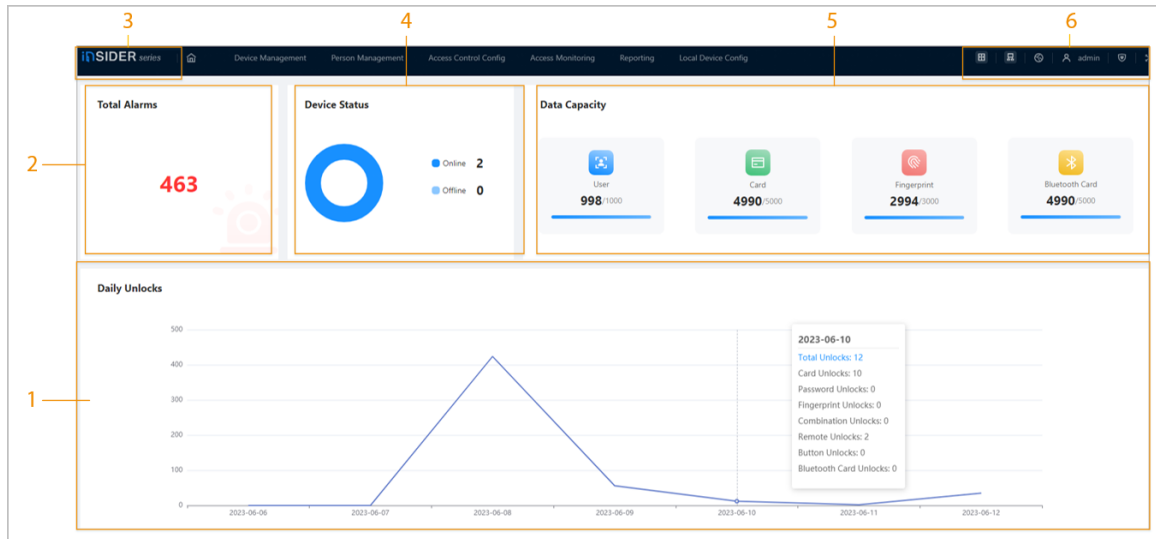 3 4 5 6
iNSIDER series Device Management Person Management Access Control Config Access Monitoring Reporting Local Device Config admin
Total Alarms Device Status Data Capacity
2
463
Online 2
Offline 0
User Card Fingerprint Bluetooth Card
998/1000 4990/5000 2994/3000 4990/5000
Daily Unlocks
1
500
400
300
200
100
0
2023-06-10
Total Unlocks: 12
Card Unlocks: 10
Password Unlocks: 0
Fingerprint Unlocks: 0
Combination Unlocks: 0
Remote Unlocks: 2
Button Unlocks: 0
Bluetooth Card Unlocks: 0
2023-06-06 2023-06-07 2023-06-08 2023-06-09 2023-06-10 2023-06-11 2023-06-12